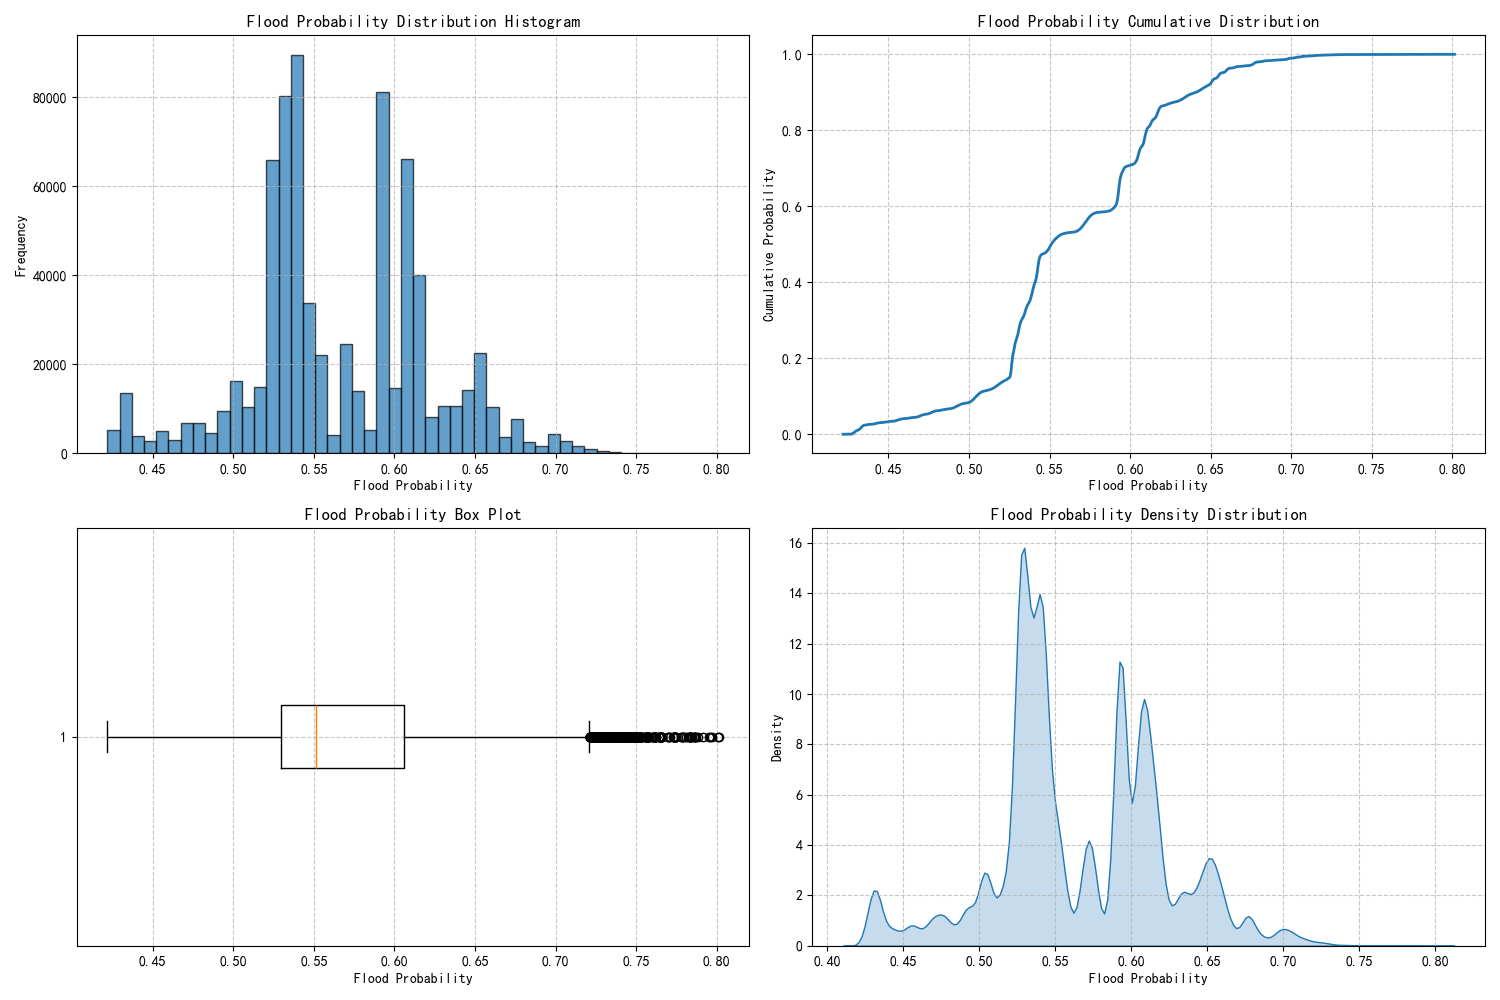 Flood Probability Distribution Histogram
80000
60000
40000
20000
0
Frequency
0.45 0.50 0.55 0.60 0.65 0.70 0.75 0.80
Flood Probability
Flood Probability Cumulative Distribution
1.0
0.8
0.6
0.4
0.2
0.0
Cumulative Probability
0.45 0.50 0.55 0.60 0.65 0.70 0.75 0.80
Flood Probability
Flood Probability Box Plot
1
0.45 0.50 0.55 0.60 0.65 0.70 0.75 0.80
Flood Probability
Flood Probability Density Distribution
16
14
12
10
8
6
4
2
0
Density
0.40 0.45 0.50 0.55 0.60 0.65 0.70 0.75 0.80
Flood Probability